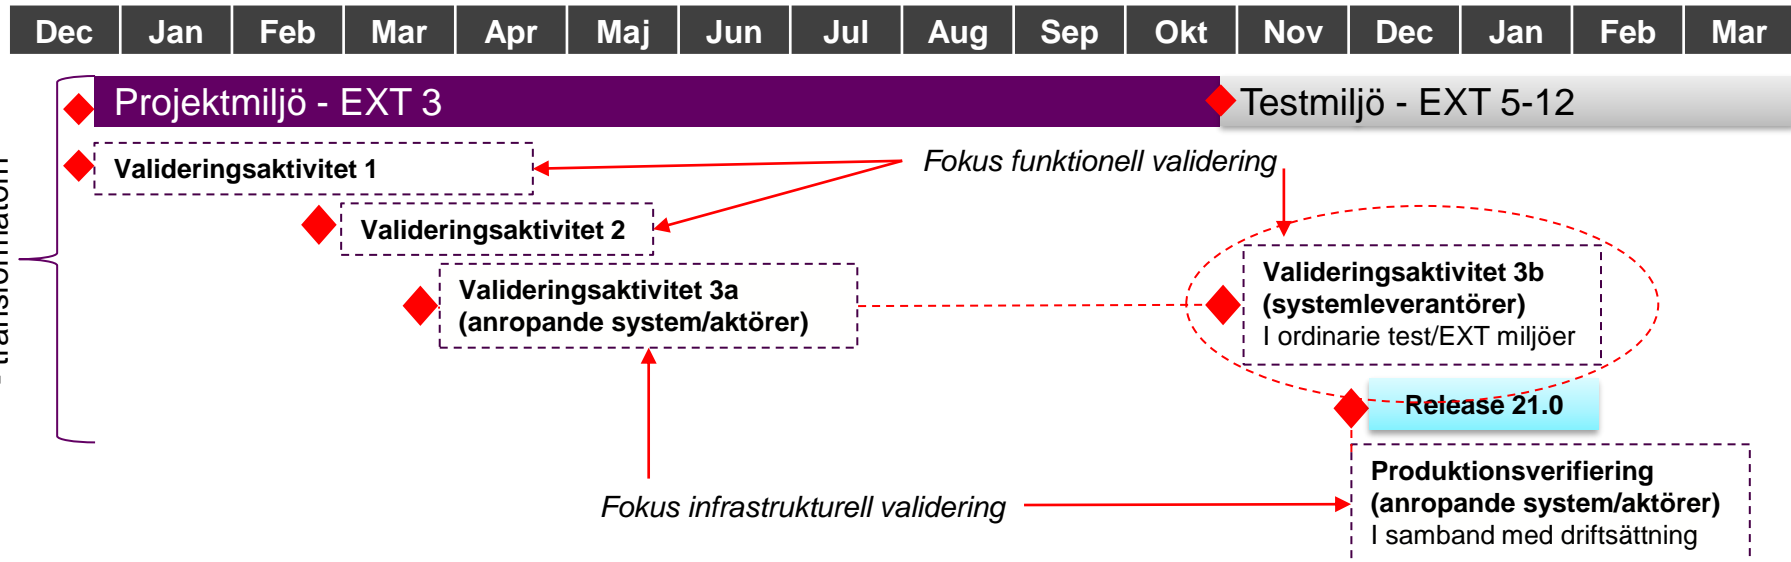 Dec Jan Feb Mar Apr Maj Jun Jul Aug Sep Okt Nov Dec Jan Feb Mar
Projektmiljö - EXT 3
Testmiljö - EXT 5-12
Valideringsaktivitet 1
Fokus funktionell validering
Valideringsaktivitet 2
Valideringsaktivitet 3a
(anropande system/aktörer)
Valideringsaktivitet 3b
(systemleverantörer)
I ordinarie test/EXT miljöer
Release 21.0
Fokus infrastrukturell validering
Produktionsverifiering
(anropande system/aktörer)
I samband med driftsättning